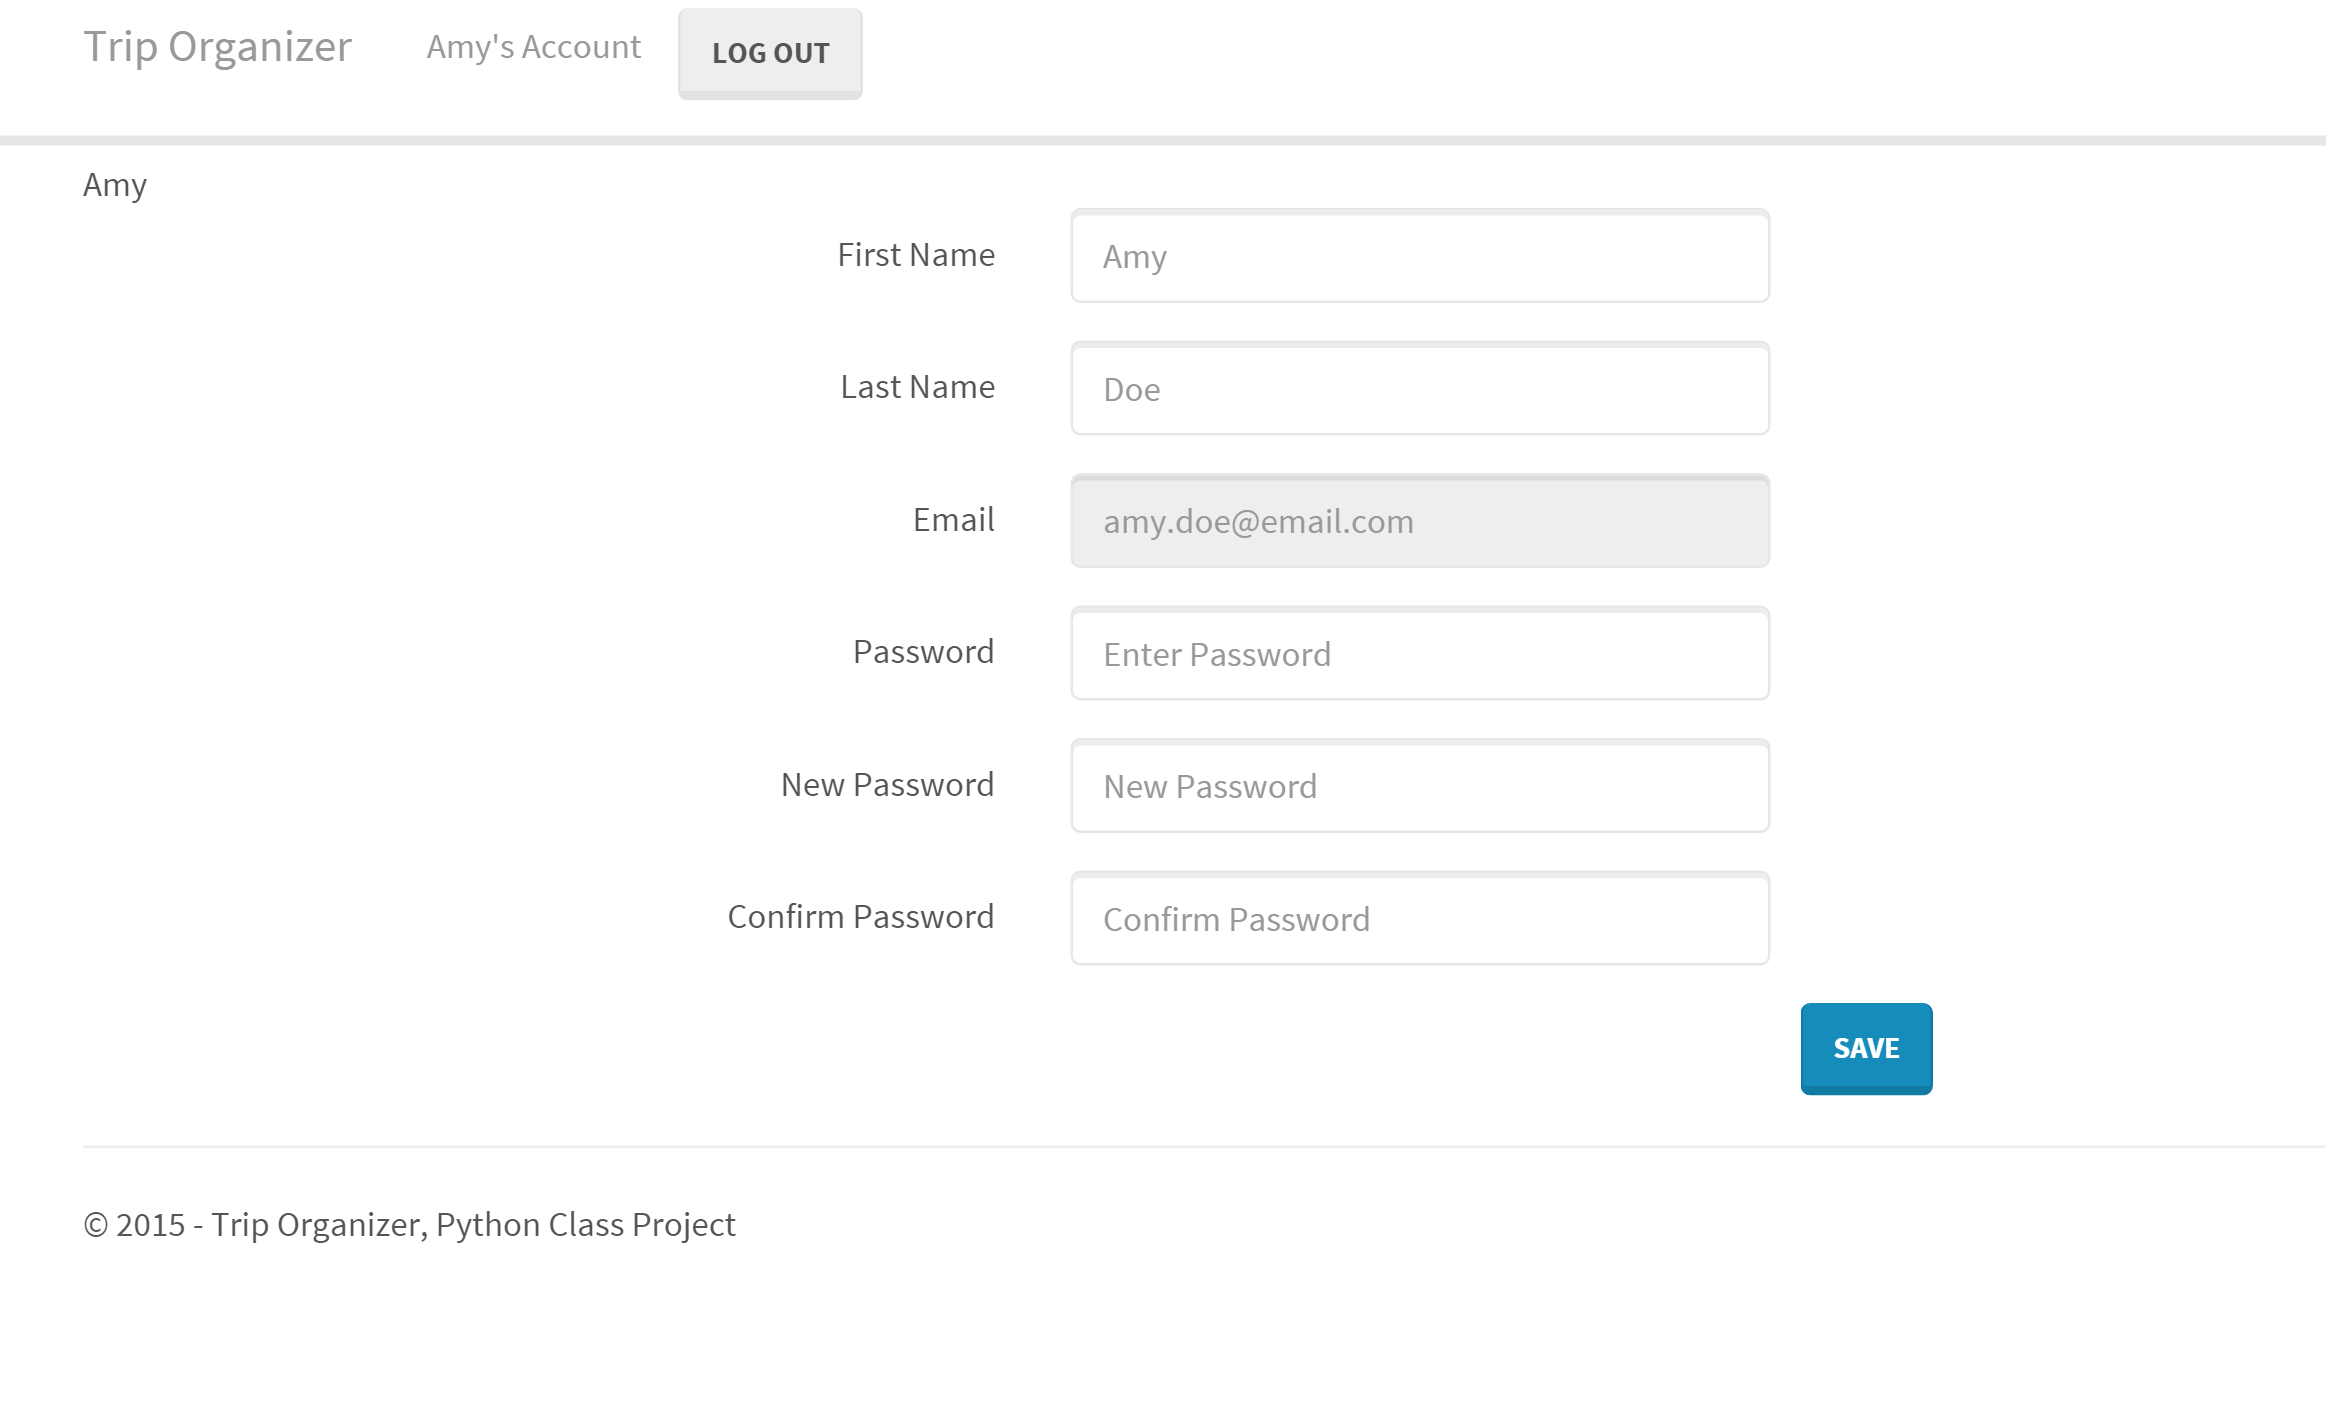 Trip Organizer Amy's Account LOG OUT
Amy
First Name Amy
Last Name Doe
Email amy.doe@email.com
Password Enter Password
New Password New Password
Confirm Password Confirm Password
SAVE
© 2015 - Trip Organizer, Python Class Project